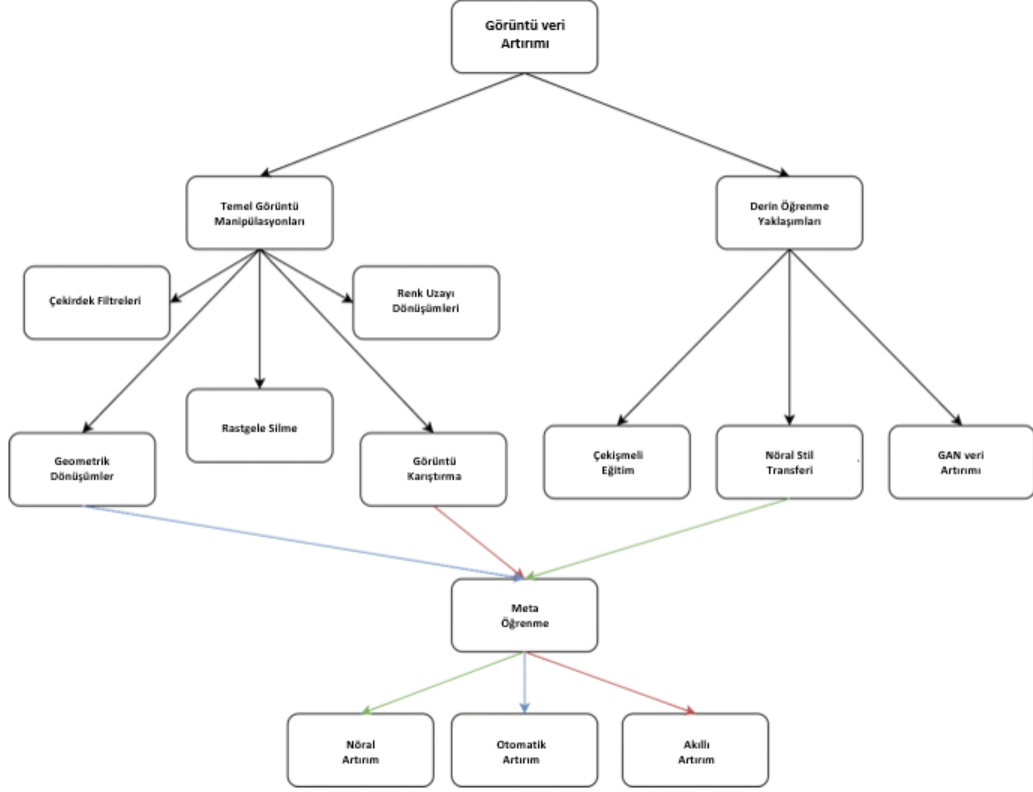 Görüntü veri
Artırımı
Temel Görüntü
Manipülasyonları
Derin Öğrenme
Yaklaşımları
Çekirdek Filtreleri
Renk Uzayı
Dönüşümleri
Rastgele Silme
Geometrik
Dönüşümler
Görüntü
Karıştırma
Çekişmeli
Eğitim
Nöral Stil
Transferi
GAN veri
Artırımı
Meta
Öğrenme
Nöral
Artırım
Otomatik
Artırım
Akıllı
Artırım